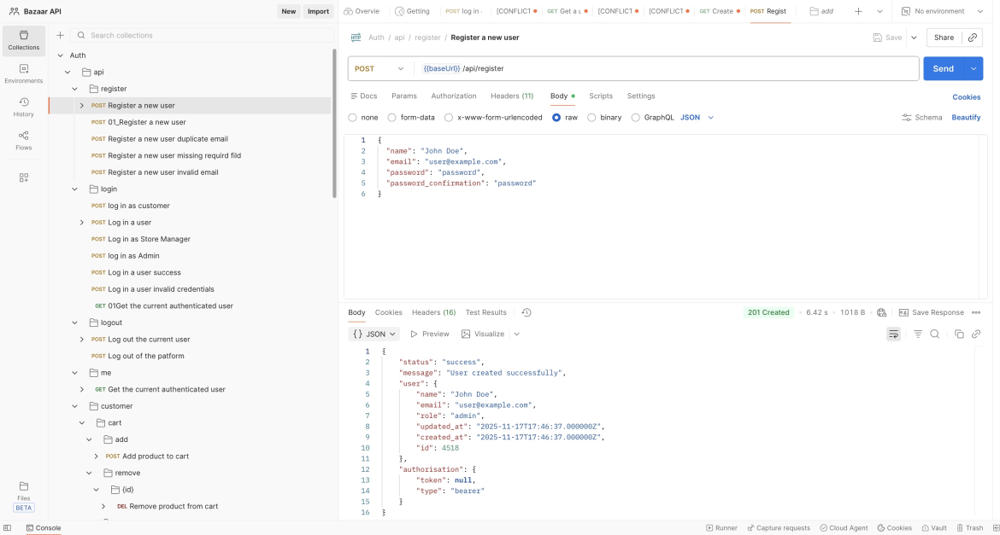 Bazaar API
New
Import
Overvie
Getting
POST log in
[CONFLICT
GET Get a u
[CONFLICT
[CONFLICT
GET Create
POST Regist
add
No environment
Collections
Environments
History
Flows
Files
BETA
Search collections
Auth
api
register
POST Register a new user
POST 01_Register a new user
POST Register a new user duplicate email
POST Register a new user missing requird fild
POST Register a new user invalid email
login
POST log in as customer
POST Log in a user
POST Log in as Store Manager
POST log in as Admin
POST Log in a user success
POST Log in a user invalid credentials
GET 01Get the current authenticated user
logout
POST Log out the current user
POST Log out of the patform
me
GET Get the current authenticated user
customer
cart
add
POST Add product to cart
remove
{id}
DEL Remove product from cart
HTTP Auth / api / register / Register a new user
Save
Share
POST {{baseUrl}} /api/register
Send
Docs Params Authorization Headers (11) Body Scripts Settings Cookies
none form-data x-www-form-urlencoded raw binary GraphQL JSON Schema Beautify
1 {
2 "name": "John Doe",
3 "email": "user@example.com",
4 "password": "password",
5 "password_confirmation": "password"
6 }
Body Cookies Headers (16) Test Results 201 Created • 6.42 s • 1018 B Save Response
{} JSON Preview Visualize
1 {
2 "status": "success",
3 "message": "User created successfully",
4 "user": {
5 "name": "John Doe",
6 "email": "user@example.com",
7 "role": "admin",
8 "updated_at": "2025-11-17T17:46:37.000000Z",
9 "created_at": "2025-11-17T17:46:37.000000Z",
10 "id": 4518
11 },
12 "authorisation": {
13 "token": null,
14 "type": "bearer"
15 }
16 }
Console
Runner Capture requests Cloud Agent Cookies Vault Trash